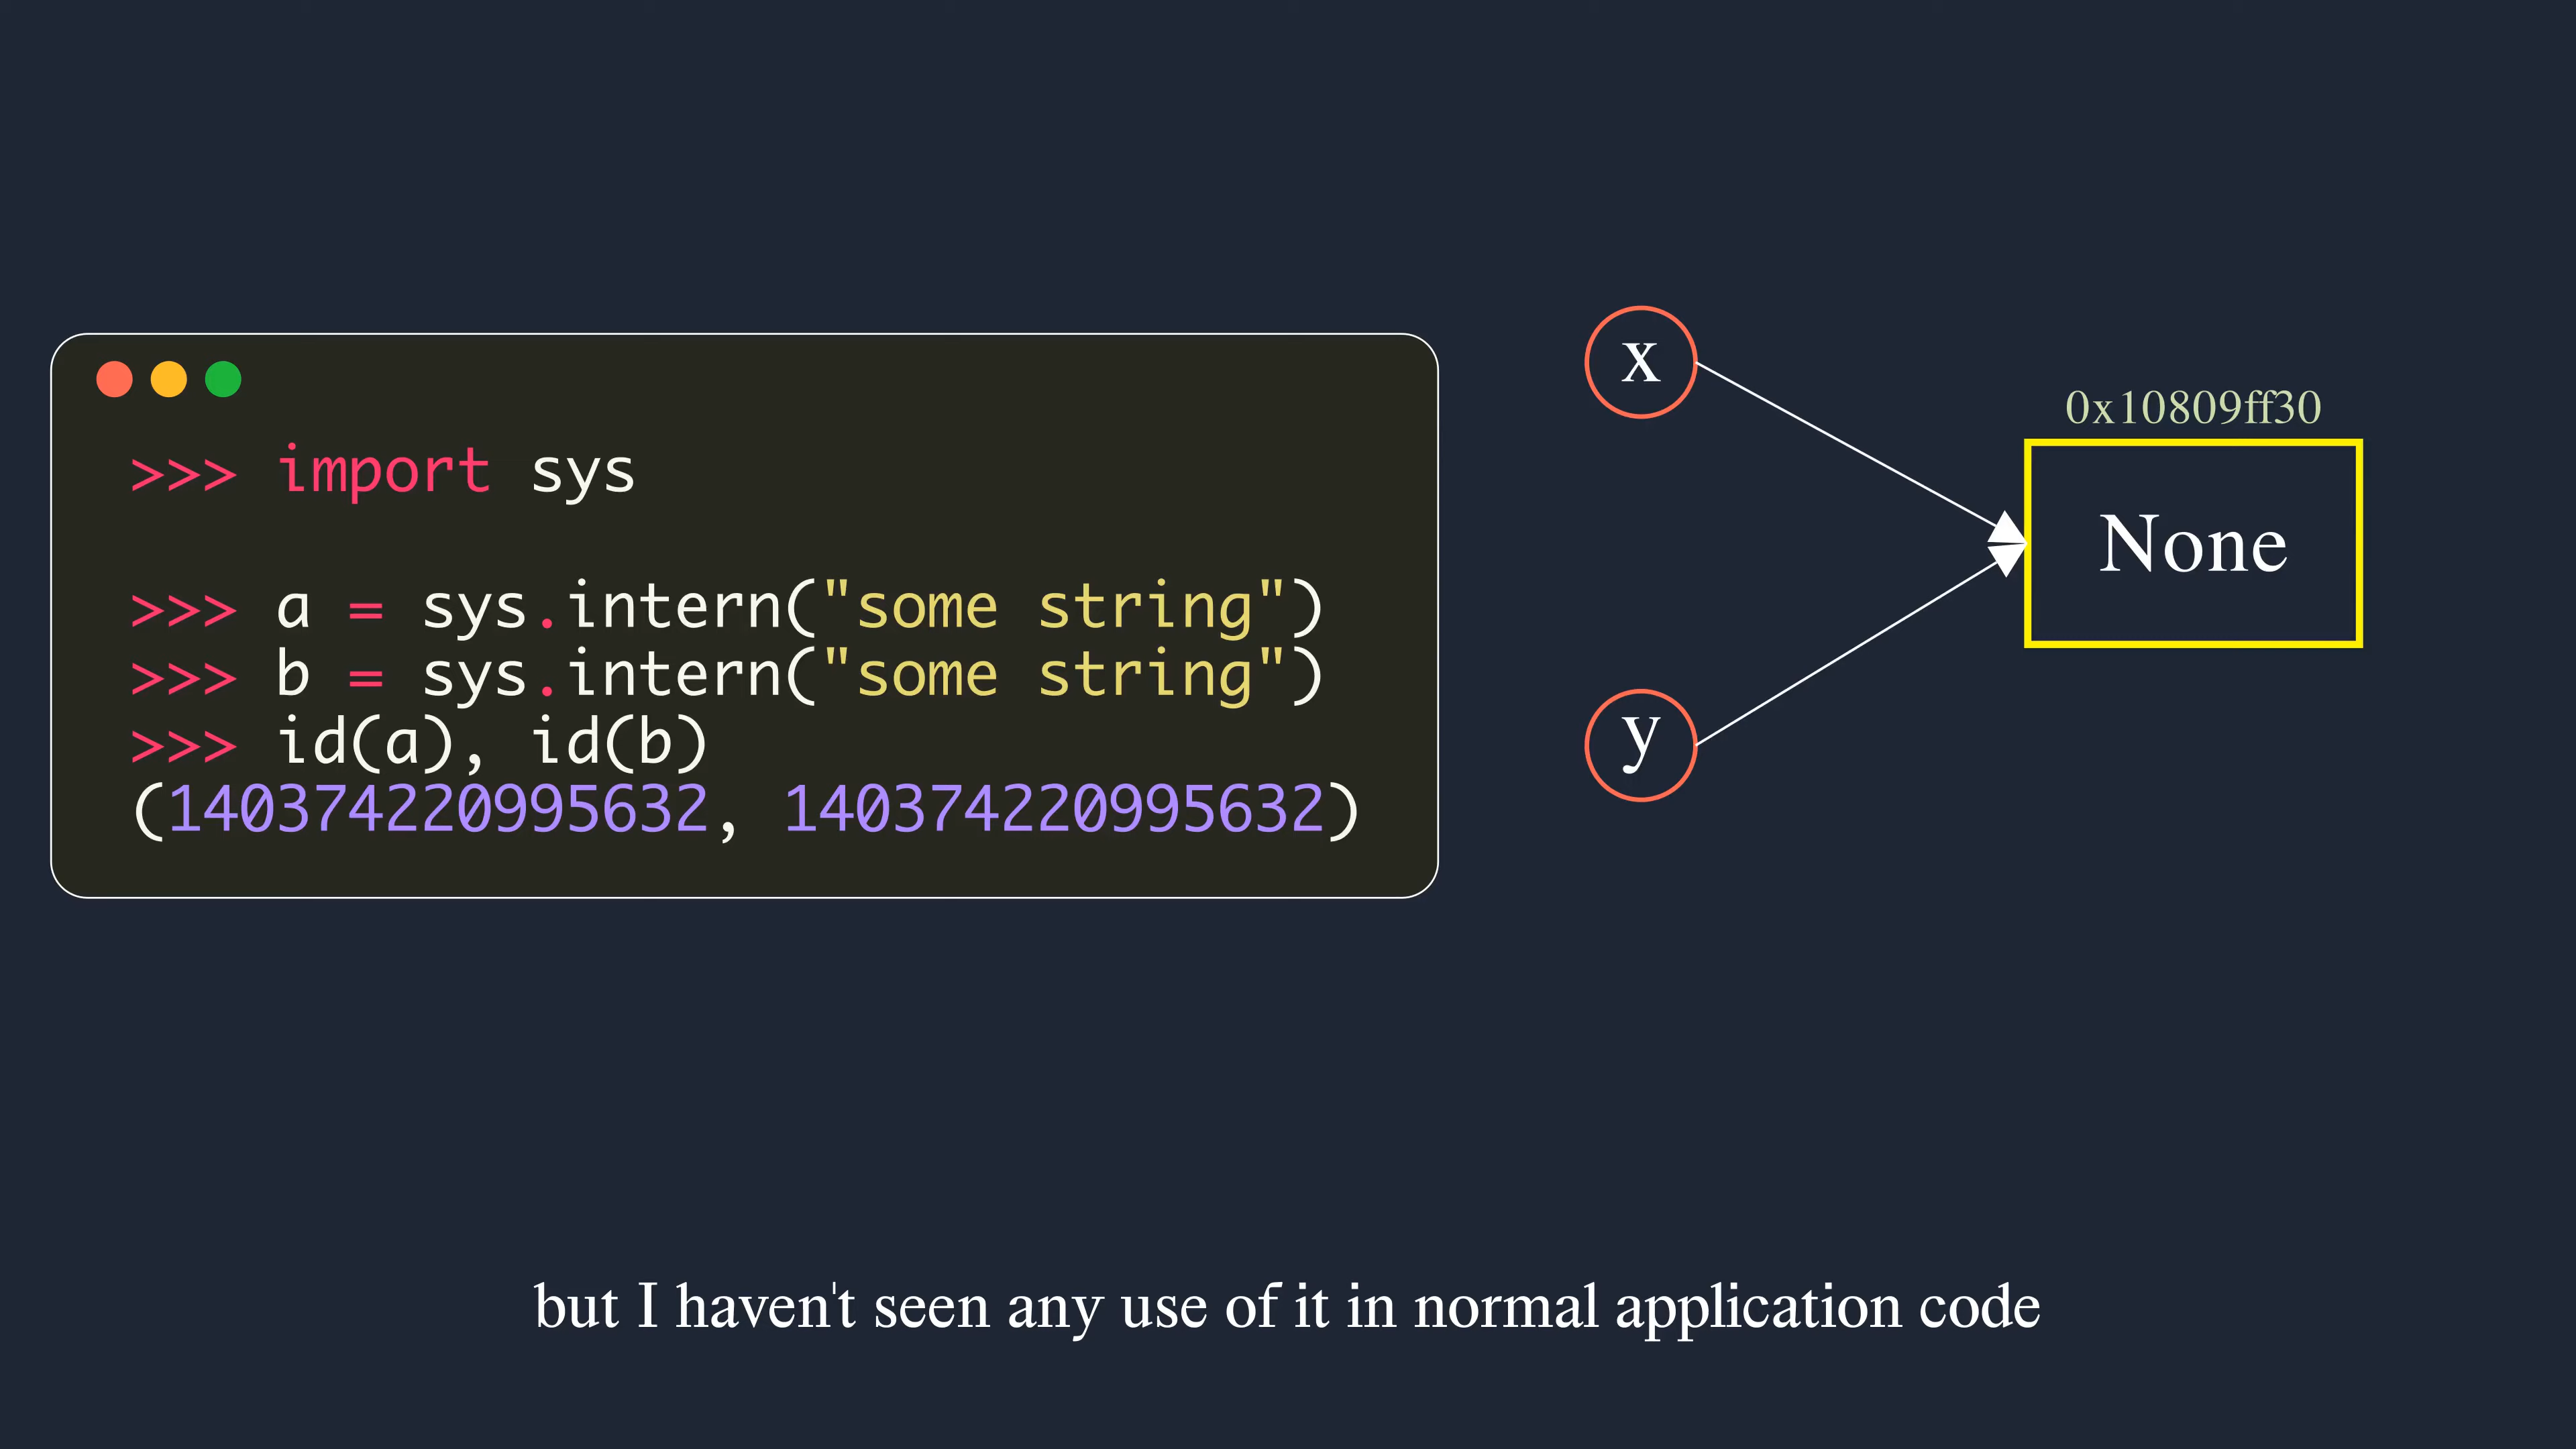 >>> import sys
>>> a = sys.intern("some string")
>>> b = sys.intern("some string")
>>> id(a), id(b)
(140374220995632, 140374220995632)
x
0x10809ff30
None
y
but I haven't seen any use of it in normal application code